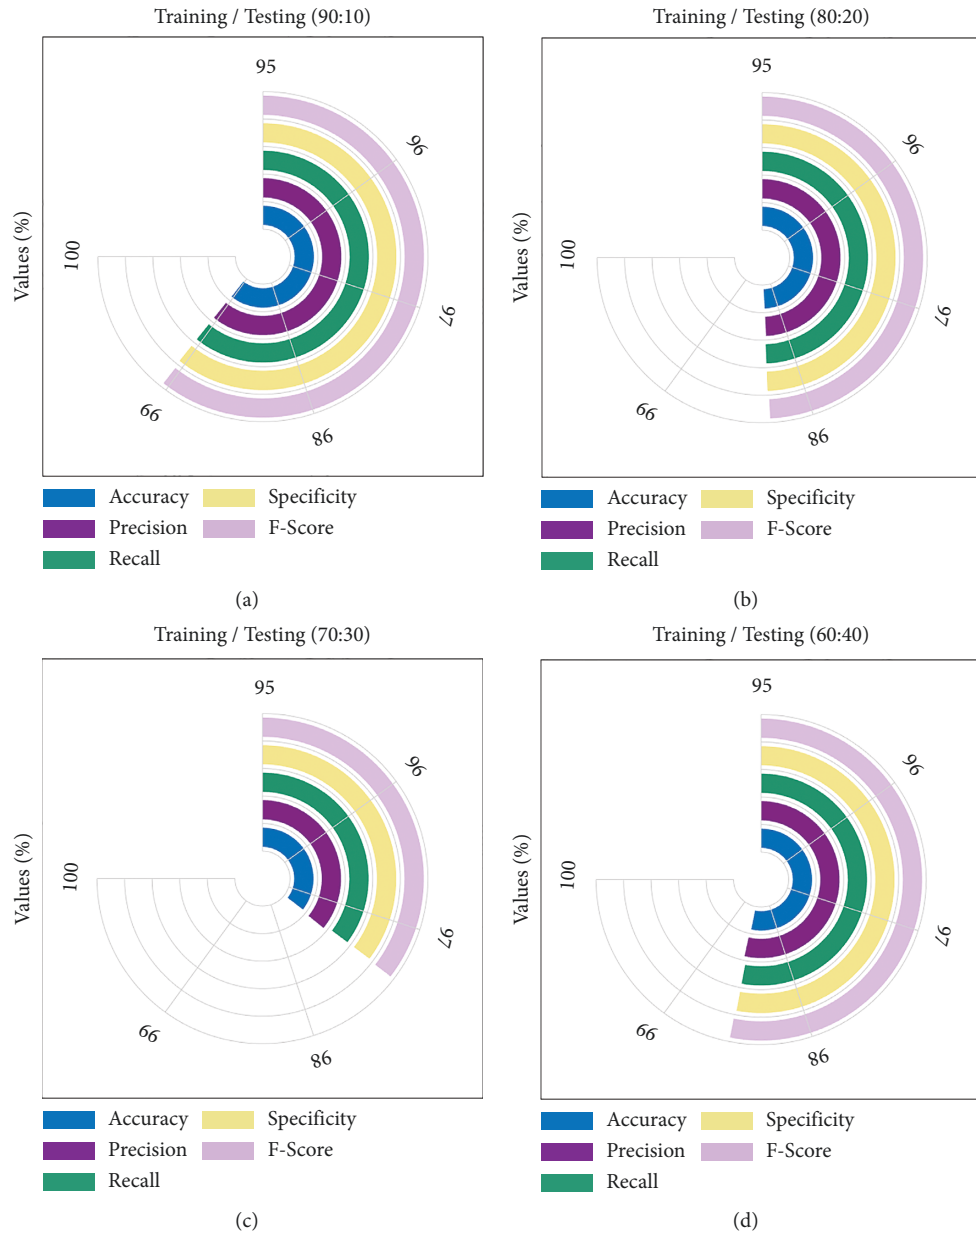 Training / Testing (90:10)
Values (%)
95
96
97
98
99
100
Accuracy
Specificity
Precision
F-Score
Recall
(a)
Training / Testing (80:20)
Values (%)
95
96
97
98
99
100
Accuracy
Specificity
Precision
F-Score
Recall
(b)
Training / Testing (70:30)
Values (%)
95
96
97
98
99
100
Accuracy
Specificity
Precision
F-Score
Recall
(c)
Training / Testing (60:40)
Values (%)
95
96
97
98
99
100
Accuracy
Specificity
Precision
F-Score
Recall
(d)